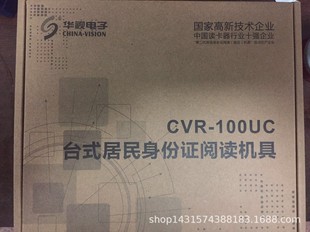 华视电子
CHINA-VISION
国家高新技术企业
中国读卡器行业十强企业
CVR-100UC
台式居民身份证阅读机具
shop1431574388183.1688.com